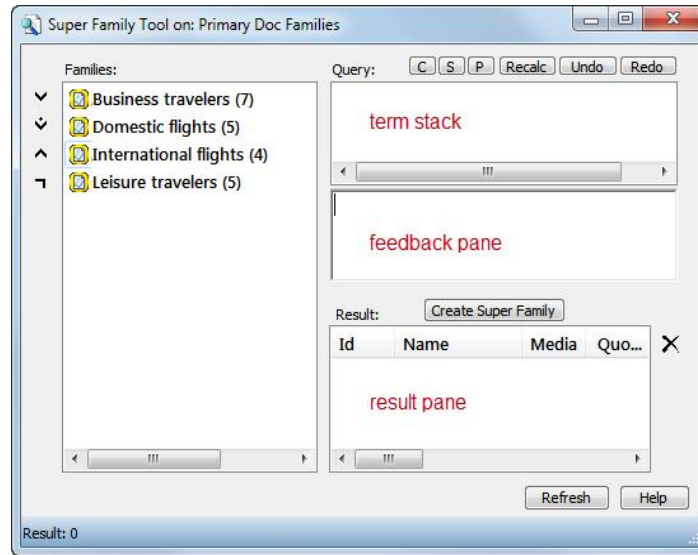 Super Family Tool on: Primary Doc Families
Families:
Business travelers (7)
Domestic flights (5)
International flights (4)
Leisure travelers (5)
Query:
C S P Recalc Undo Redo
term stack
feedback pane
Result:
Create Super Family
Id Name Media Quo...
result pane
Refresh Help
Result: 0